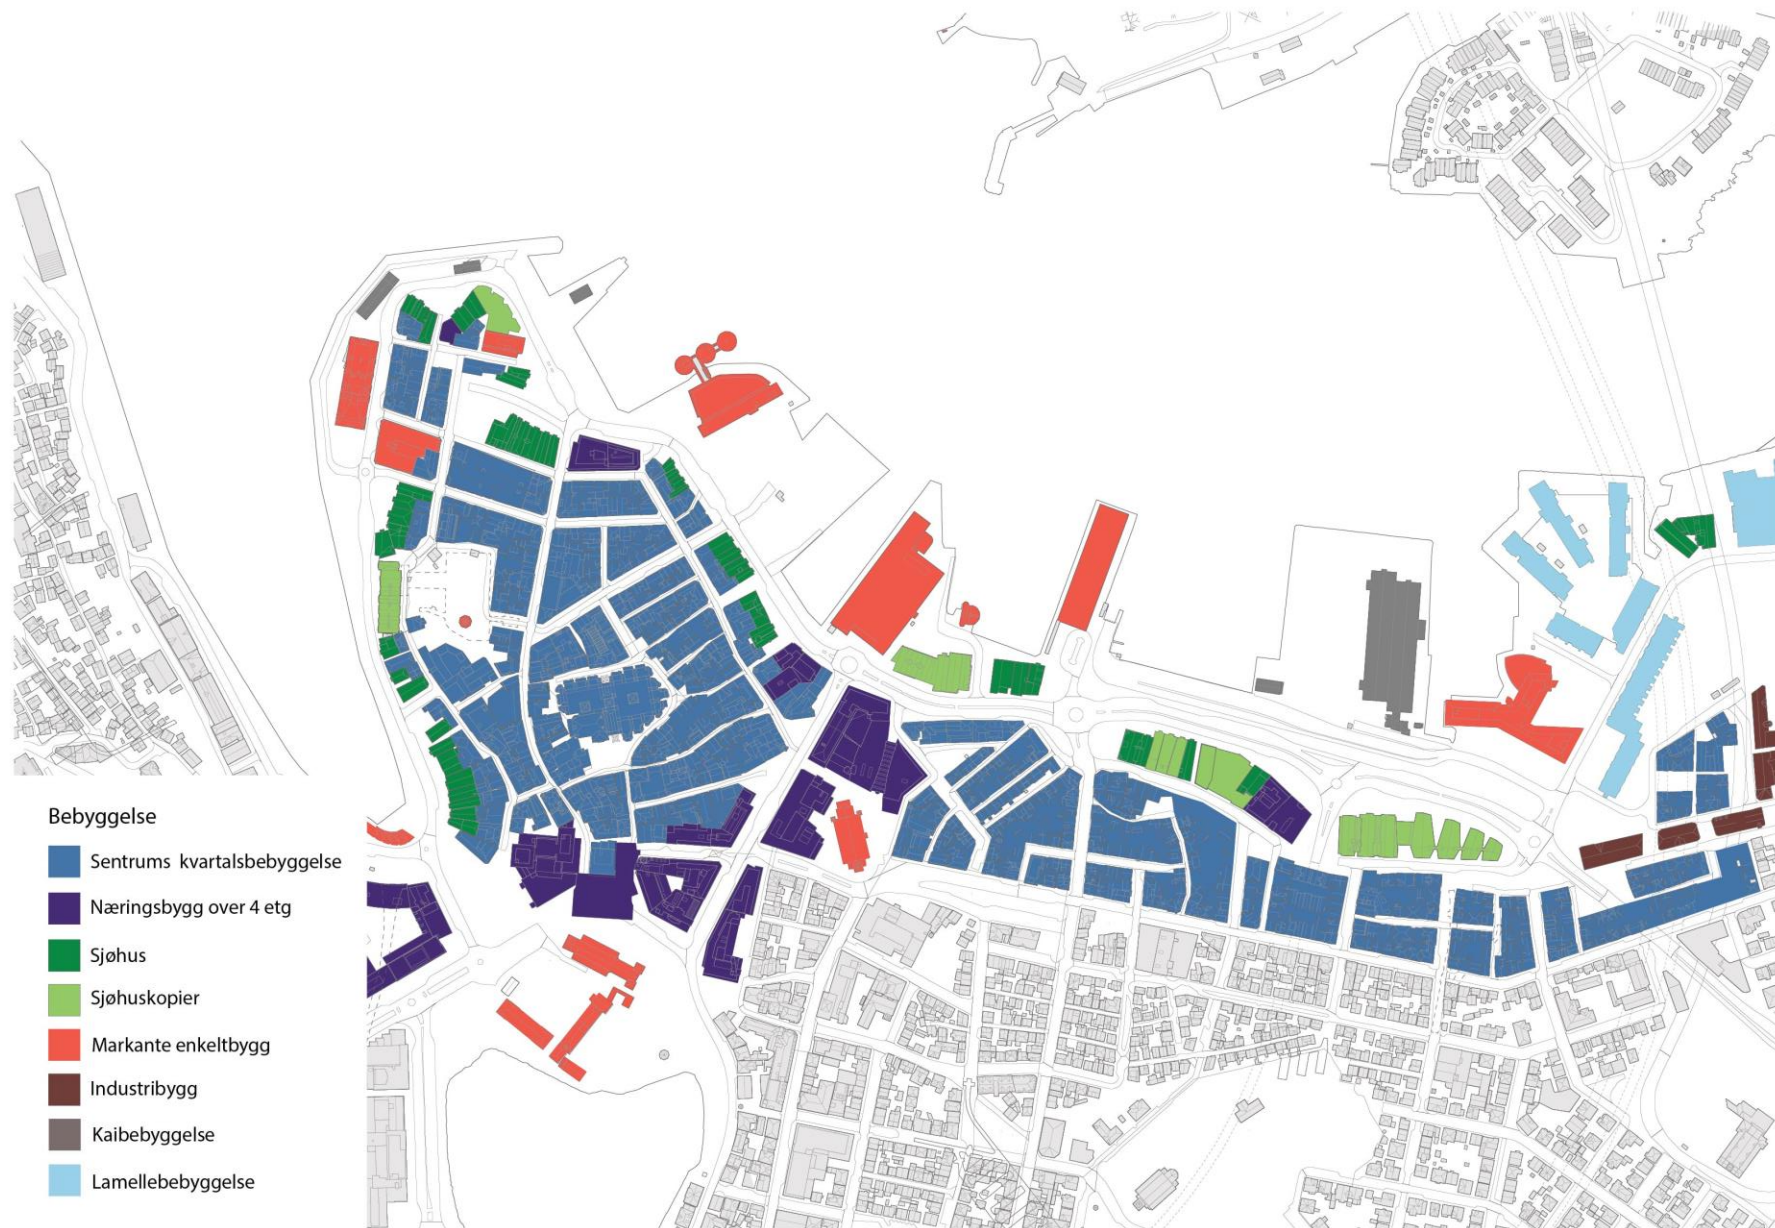 Bebyggelse
Sentrums kvartalsbebyggelse
Næringsbygg over 4 etg
Sjøhus
Sjøhuskopier
Markante enkeltbygg
Industribygg
Kaibebyggelse
Lamellebebyggelse